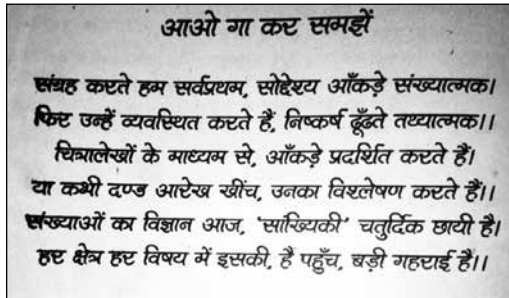 आओ गा कर समझें
संग्रह करते हम सर्वप्रथम, सोद्देश्य आँकड़े संख्यात्मक।
फिर उन्हें व्यवस्थित करते हैं, निष्कर्ष ढूँढते तथ्यात्मक।।
चित्रालेखों के माध्यम से, आँकड़े प्रदर्शित करते हैं।
या कभी दण्ड आरेख खींच, उनका विश्लेषण करते हैं।।
संख्याओं का विज्ञान आज, 'सांख्यिकी' चतुर्दिक छायी है।
हर क्षेत्र हर विषय में इसकी, है पहुँच, बड़ी गहराई है।।